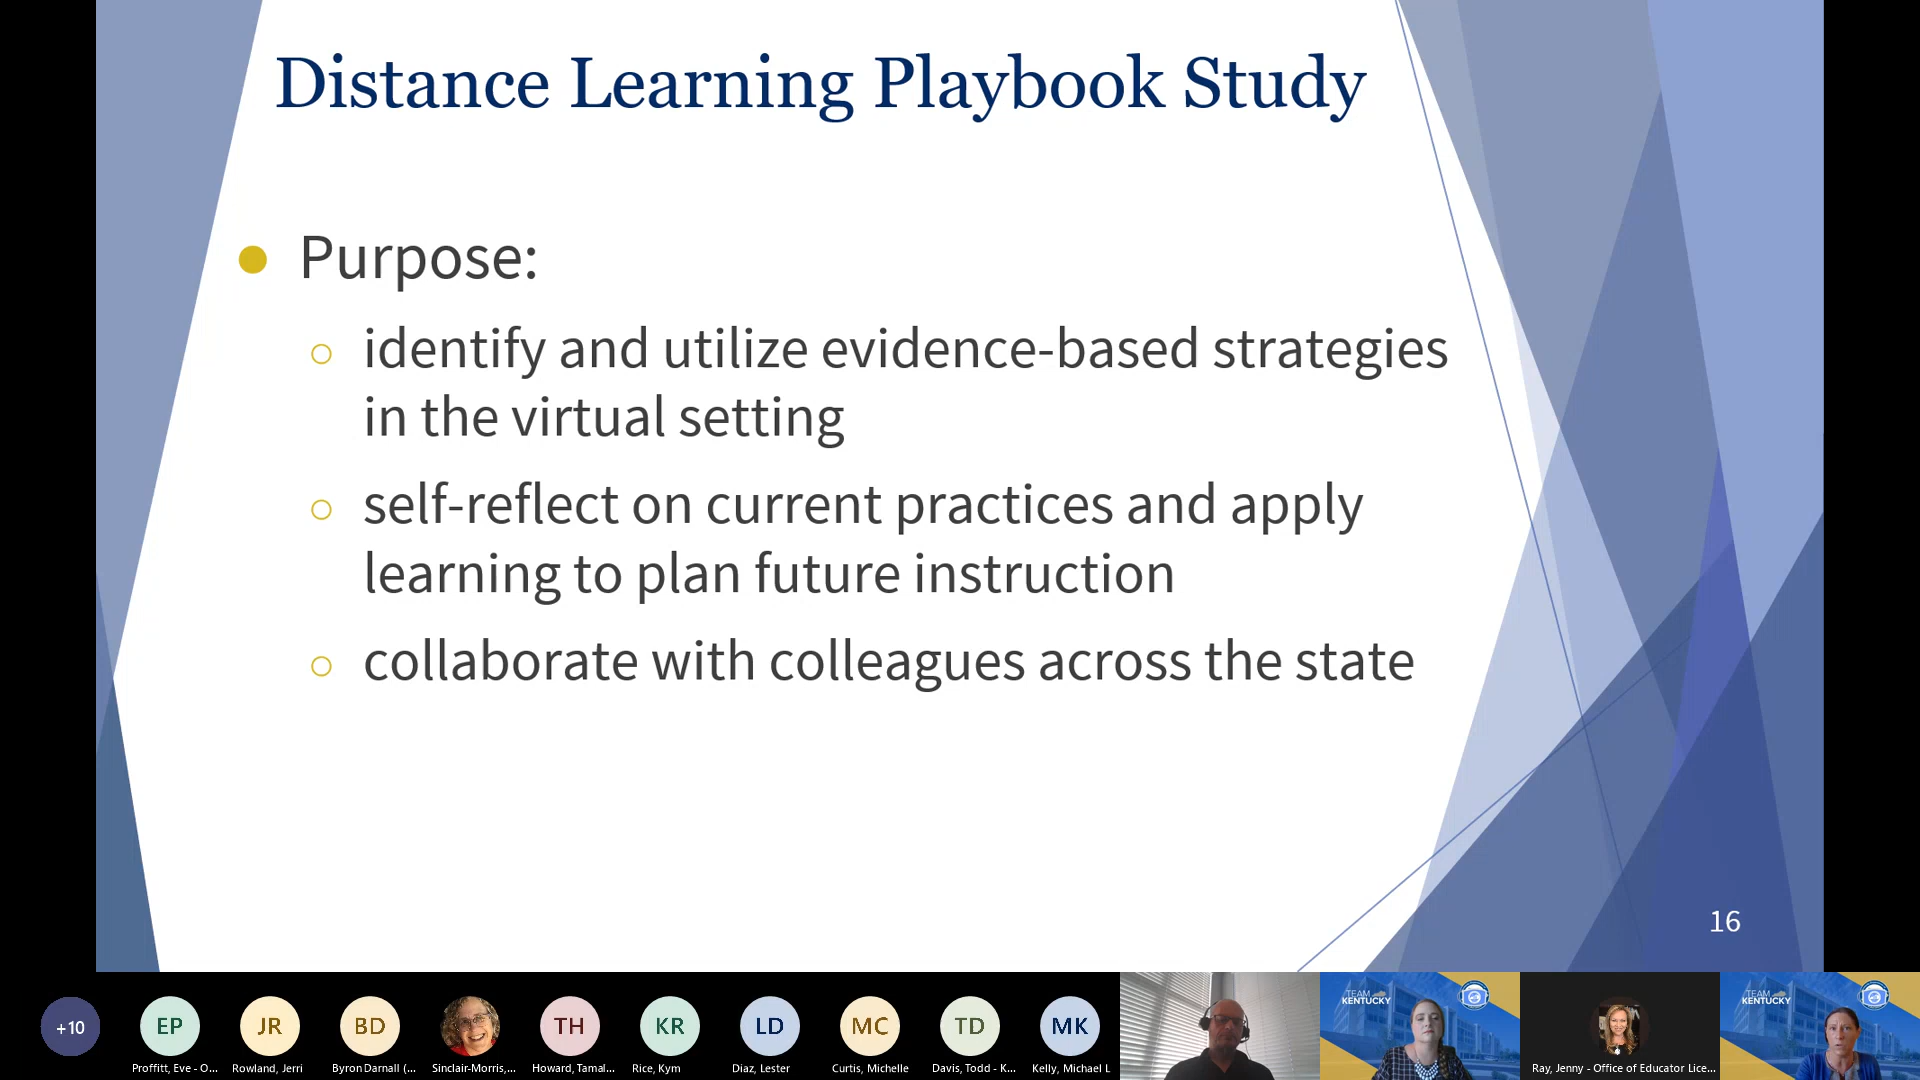 Distance Learning Playbook Study
Purpose:
identify and utilize evidence-based strategies
in the virtual setting
self-reflect on current practices and apply
learning to plan future instruction
collaborate with colleagues across the state
16
+10
EP
JR
BD
TH
KR
LD
MC
TD
MK
TEAM
KENTUCKY
TEAM
KENTUCKY
Proffitt, Eve - O...
Rowland, Jerri
Byron Darnall (...
Sinclair-Morris,...
Howard, Tamal...
Rice, Kym
Diaz, Lester
Curtis, Michelle
Davis, Todd - K...
Kelly, Michael L
Ray, Jenny - Office of Educator Lice...